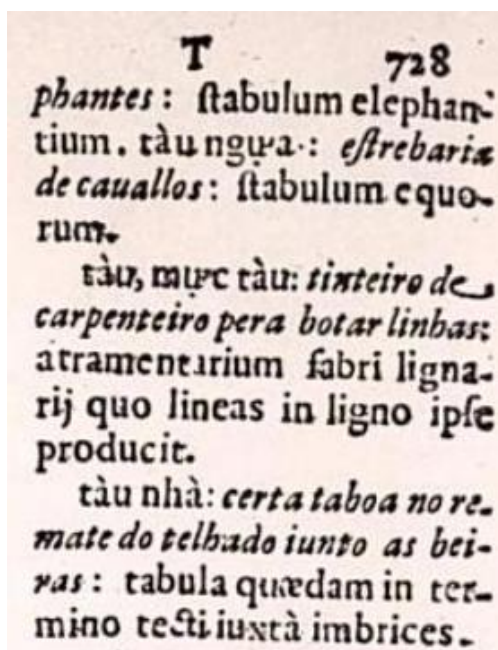 T 728
phantes: ſtabulum elephan-
tium. tàu ngựa: eſtrebaria
de cauallos: ſtabulum equo-
rum.
tàu, mực tàu: tinteiro de
carpenteiro pera botar linhas:
atramentarium fabri ligna-
rij quo lineas in ligno ipſe
producit.
tàu nhà: certa taboa no re-
mate do telhado iunto as bei-
ras: tabula quædam in ter-
mino tecti iuxtà imbrices.